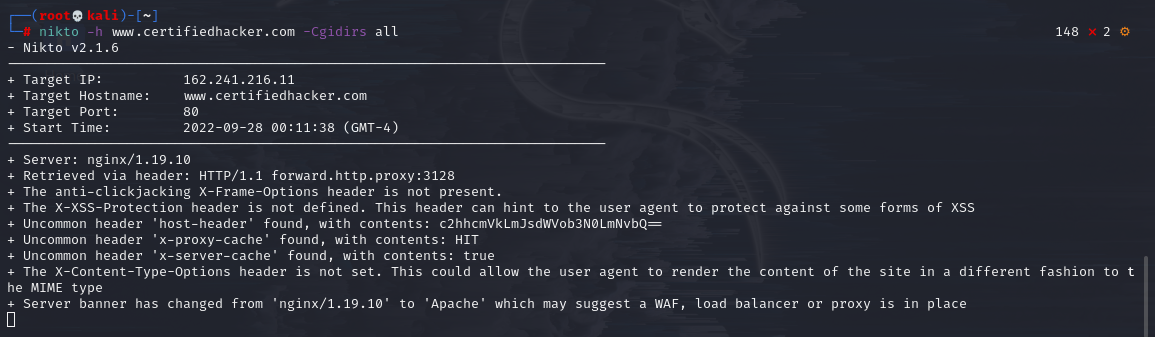 ┌──(root💀kali)-[~]
└─# nikto -h www.certifiedhacker.com -Cgidirs all 148 ⨯ 2 ⚙
- Nikto v2.1.6
---------------------------------------------------------------------------
+ Target IP: 162.241.216.11
+ Target Hostname: www.certifiedhacker.com
+ Target Port: 80
+ Start Time: 2022-09-28 00:11:38 (GMT-4)
---------------------------------------------------------------------------
+ Server: nginx/1.19.10
+ Retrieved via header: HTTP/1.1 forward.http.proxy:3128
+ The anti-clickjacking X-Frame-Options header is not present.
+ The X-XSS-Protection header is not defined. This header can hint to the user agent to protect against some forms of XSS
+ Uncommon header 'host-header' found, with contents: c2hhcmVkLmJsdWVob3N0LmNvbQ==
+ Uncommon header 'x-proxy-cache' found, with contents: HIT
+ Uncommon header 'x-server-cache' found, with contents: true
+ The X-Content-Type-Options header is not set. This could allow the user agent to render the content of the site in a different fashion to t
he MIME type
+ Server banner has changed from 'nginx/1.19.10' to 'Apache' which may suggest a WAF, load balancer or proxy is in place